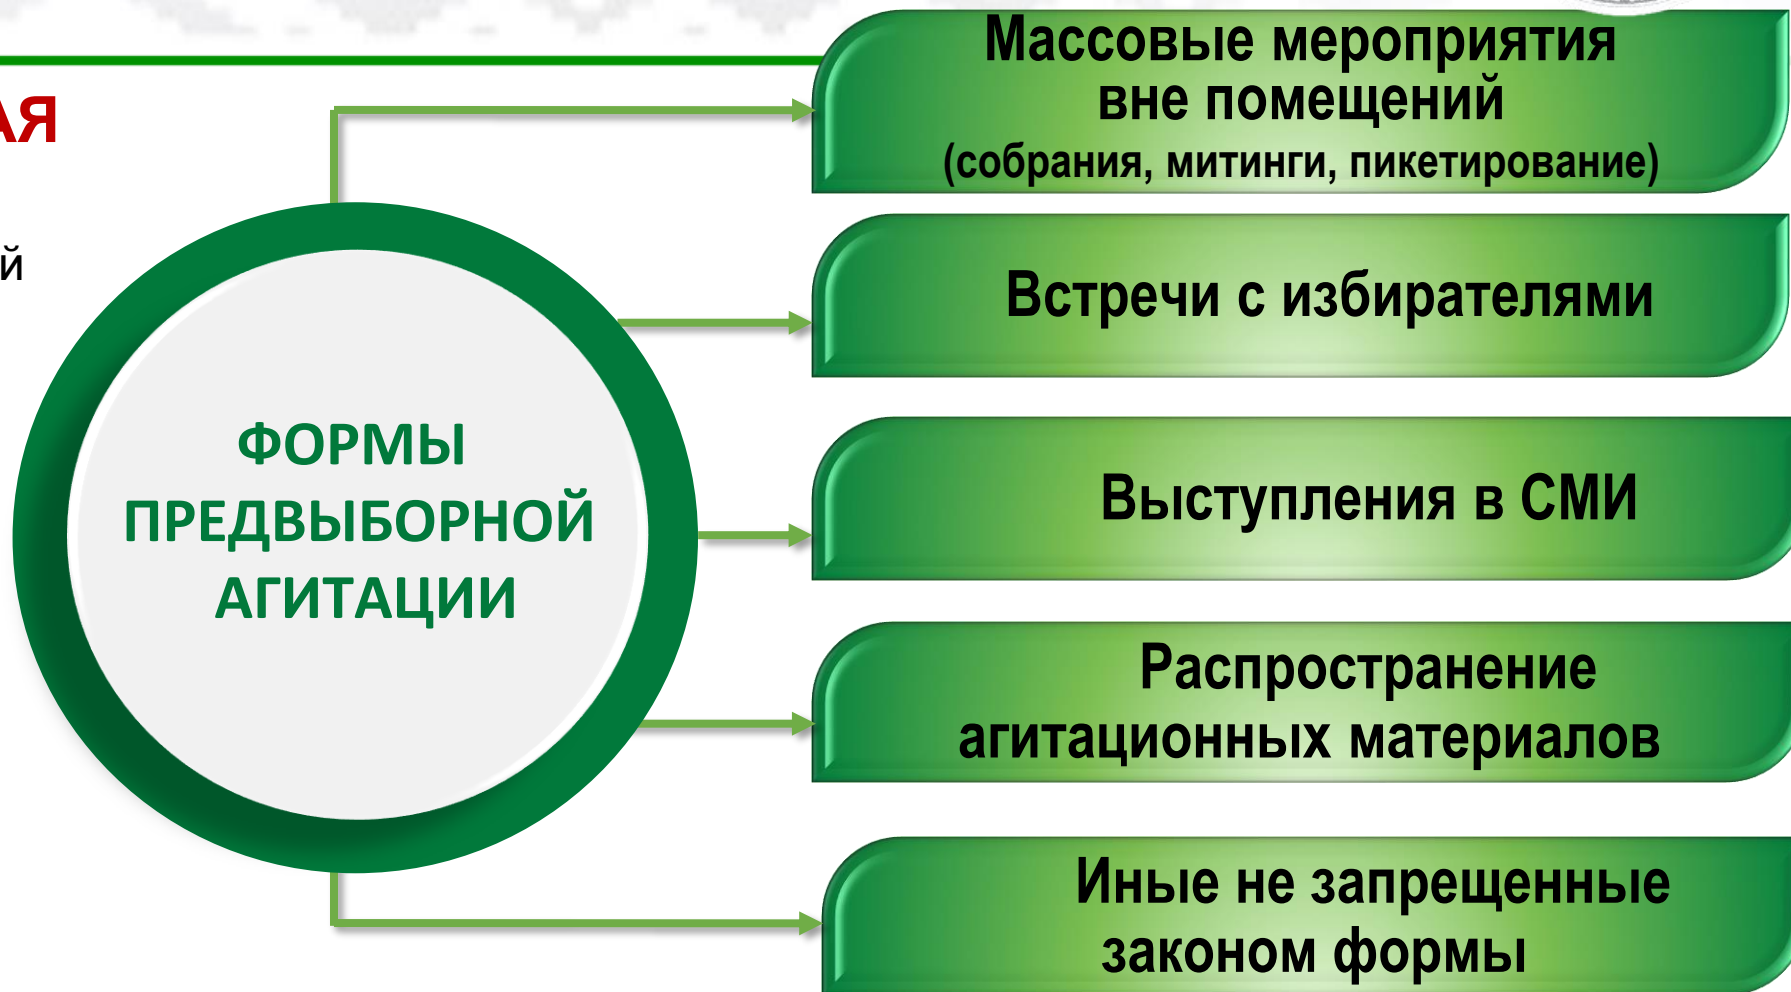 АЯ
й
ФОРМЫ
ПРЕДВЫБОРНОЙ
АГИТАЦИИ
Массовые мероприятия
вне помещений
(собрания, митинги, пикетирование)
Встречи с избирателями
Выступления в СМИ
Распространение
агитационных материалов
Иные не запрещенные
законом формы